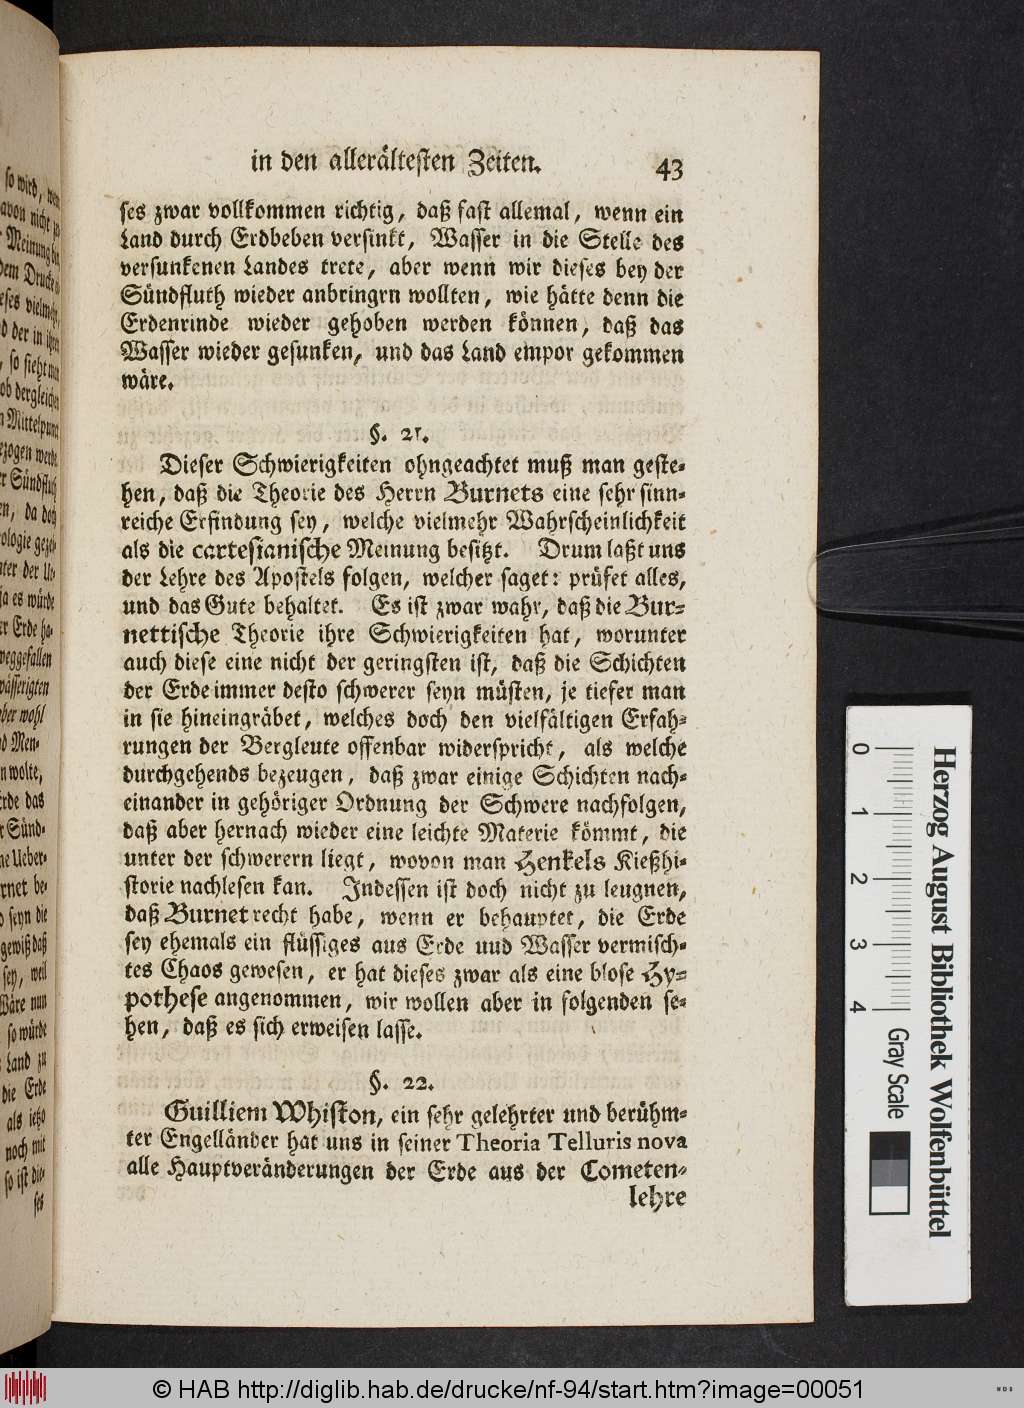 in den allerältesten Zeiten. 43
ses zwar vollkommen richtig, daß fast allemal, wenn ein
Land durch Erdbeben versinkt, Wasser in die Stelle des
versunkenen Landes trete, aber wenn wir dieses bey der
Sündfluth wieder anbringrn wollten, wie hätte denn die
Erdenrinde wieder gehoben werden können, daß das
Wasser wieder gesunken, und das Land empor gekommen
wäre.
§. 21.
Dieser Schwierigkeiten ohngeachtet muß man geste-
hen, daß die Theorie des Herrn Burnets eine sehr sinn-
reiche Erfindung sey, welche vielmehr Wahrscheinlichkeit
als die cartesianische Meinung besitzt. Drum laßt uns
der Lehre des Apostels folgen, welcher saget: prüfet alles,
und das Gute behaltet. Es ist zwar wahr, daß die Bur-
nettische Theorie ihre Schwierigkeiten hat, worunter
auch diese eine nicht der geringsten ist, daß die Schichten
der Erde immer desto schwerer seyn müsten, je tiefer man
in sie hineingräbet, welches doch den vielfältigen Erfah-
rungen der Bergleute offenbar widerspricht, als welche
durchgehends bezeugen, daß zwar einige Schichten nach-
einander in gehöriger Ordnung der Schwere nachfolgen,
daß aber hernach wieder eine leichte Materie kömmt, die
unter der schwerern liegt, wovon man Henkels Kießhi-
storie nachlesen kan. Indessen ist doch nicht zu leugnen,
daß Burnet recht habe, wenn er behauptet, die Erde
sey ehemals ein flüssiges aus Erde uud Wasser vermisch-
tes Chaos gewesen, er hat dieses zwar als eine blose Hy-
pothese angenommen, wir wollen aber in folgenden se-
hen, daß es sich erweisen lasse.
§. 22.
Guilliem Whiston, ein sehr gelehrter und berühm-
ter Engelländer hat uns in seiner Theoria Telluris nova
alle Hauptveränderungen der Erde aus der Cometen-
lehre
0 1 2 3 4
Gray Scale
Herzog August Bibliothek Wolfenbüttel
© HAB http://diglib.hab.de/drucke/nf-94/start.htm?image=00051